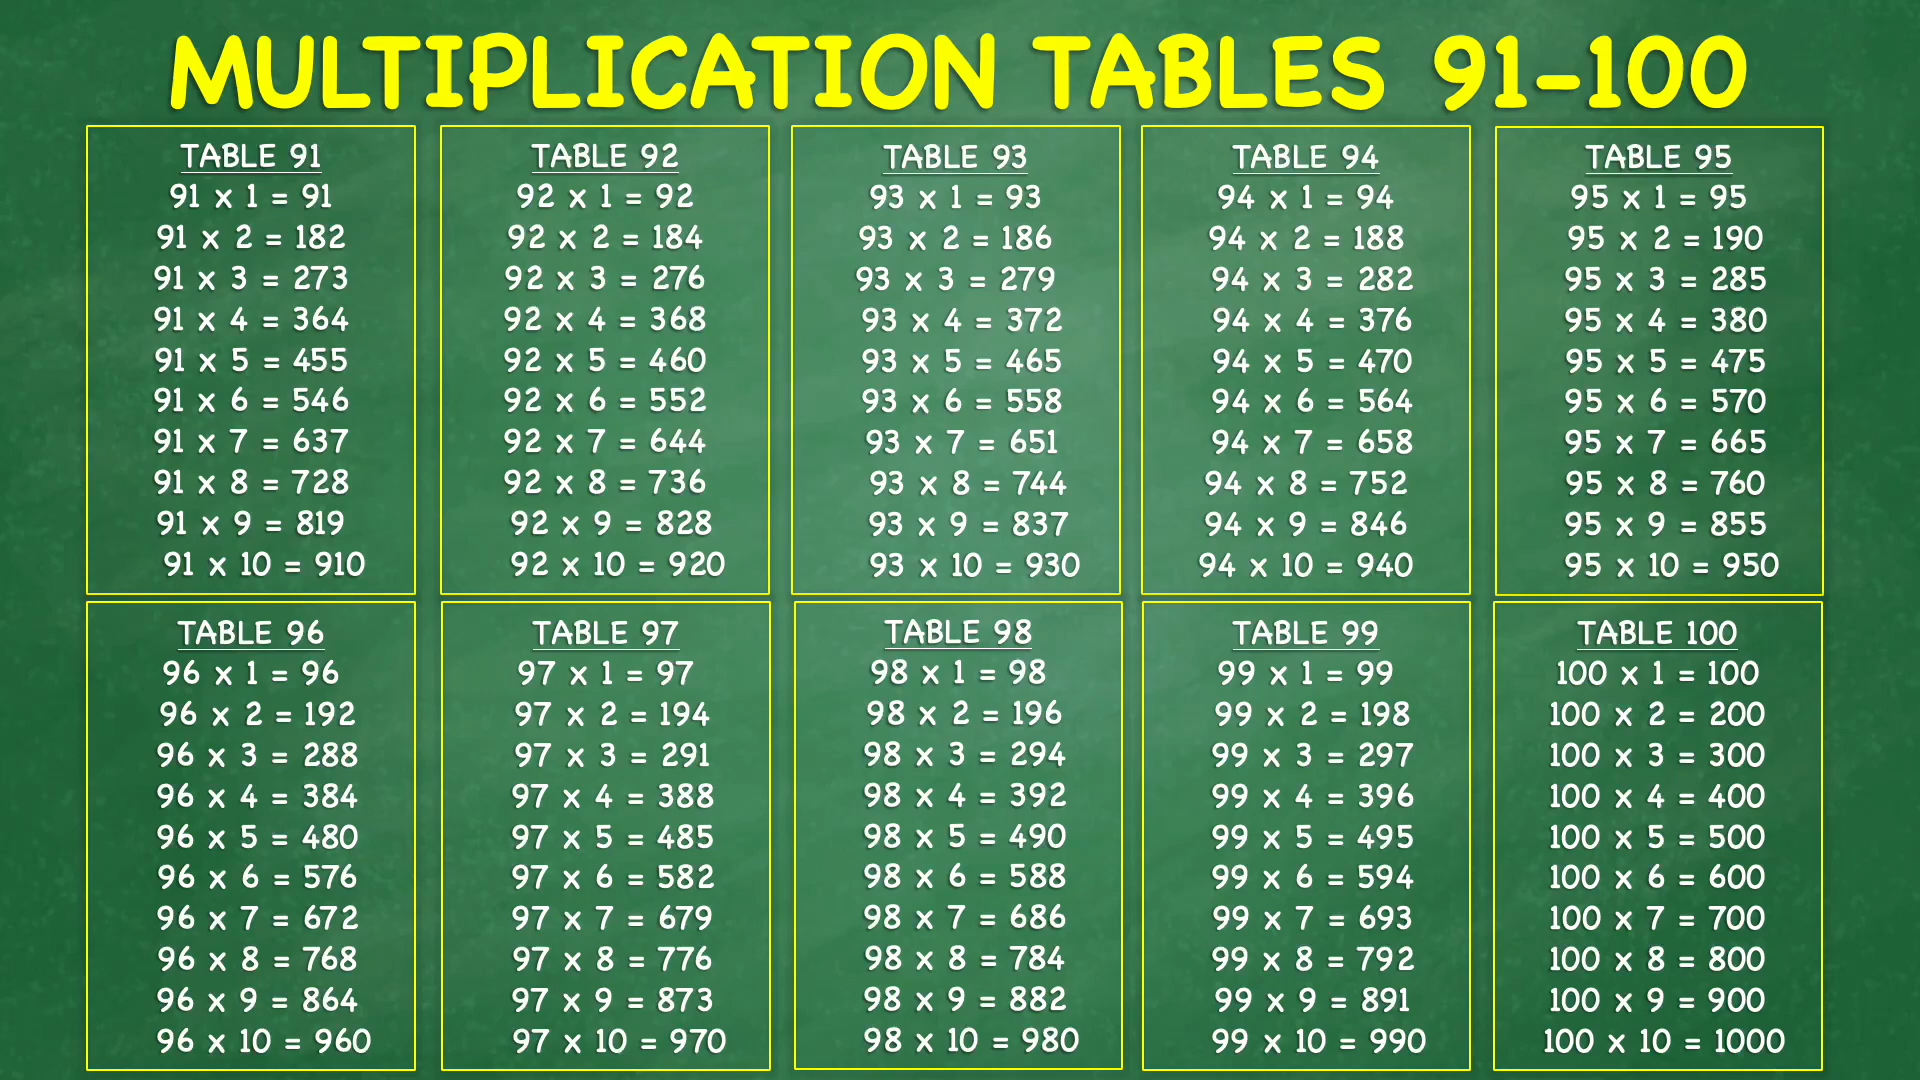 MULTIPLICATION TABLES 91-100
TABLE 91
91 x 1 = 91
91 x 2 = 182
91 x 3 = 273
91 x 4 = 364
91 x 5 = 455
91 x 6 = 546
91 x 7 = 637
91 x 8 = 728
91 x 9 = 819
91 x 10 = 910
TABLE 92
92 x 1 = 92
92 x 2 = 184
92 x 3 = 276
92 x 4 = 368
92 x 5 = 460
92 x 6 = 552
92 x 7 = 644
92 x 8 = 736
92 x 9 = 828
92 x 10 = 920
TABLE 93
93 x 1 = 93
93 x 2 = 186
93 x 3 = 279
93 x 4 = 372
93 x 5 = 465
93 x 6 = 558
93 x 7 = 651
93 x 8 = 744
93 x 9 = 837
93 x 10 = 930
TABLE 94
94 x 1 = 94
94 x 2 = 188
94 x 3 = 282
94 x 4 = 376
94 x 5 = 470
94 x 6 = 564
94 x 7 = 658
94 x 8 = 752
94 x 9 = 846
94 x 10 = 940
TABLE 95
95 x 1 = 95
95 x 2 = 190
95 x 3 = 285
95 x 4 = 380
95 x 5 = 475
95 x 6 = 570
95 x 7 = 665
95 x 8 = 760
95 x 9 = 855
95 x 10 = 950
TABLE 96
96 x 1 = 96
96 x 2 = 192
96 x 3 = 288
96 x 4 = 384
96 x 5 = 480
96 x 6 = 576
96 x 7 = 672
96 x 8 = 768
96 x 9 = 864
96 x 10 = 960
TABLE 97
97 x 1 = 97
97 x 2 = 194
97 x 3 = 291
97 x 4 = 388
97 x 5 = 485
97 x 6 = 582
97 x 7 = 679
97 x 8 = 776
97 x 9 = 873
97 x 10 = 970
TABLE 98
98 x 1 = 98
98 x 2 = 196
98 x 3 = 294
98 x 4 = 392
98 x 5 = 490
98 x 6 = 588
98 x 7 = 686
98 x 8 = 784
98 x 9 = 882
98 x 10 = 980
TABLE 99
99 x 1 = 99
99 x 2 = 198
99 x 3 = 297
99 x 4 = 396
99 x 5 = 495
99 x 6 = 594
99 x 7 = 693
99 x 8 = 792
99 x 9 = 891
99 x 10 = 990
TABLE 100
100 x 1 = 100
100 x 2 = 200
100 x 3 = 300
100 x 4 = 400
100 x 5 = 500
100 x 6 = 600
100 x 7 = 700
100 x 8 = 800
100 x 9 = 900
100 x 10 = 1000